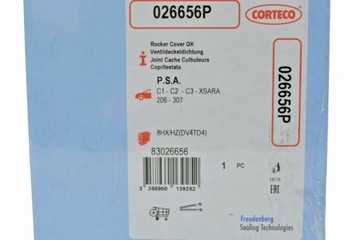 026656P
CORTECO
Rocker Cover GK
Ventildeckeldichtung
Joint Cache Culbuteurs
Copritestata
P.S.A.
C1 - C2 - C3 - XSARA
206 - 307
8HX/HZ(DV4TD4)
83026656
1 PC
EAC
Freudenberg
Sealing Technologies
026656P